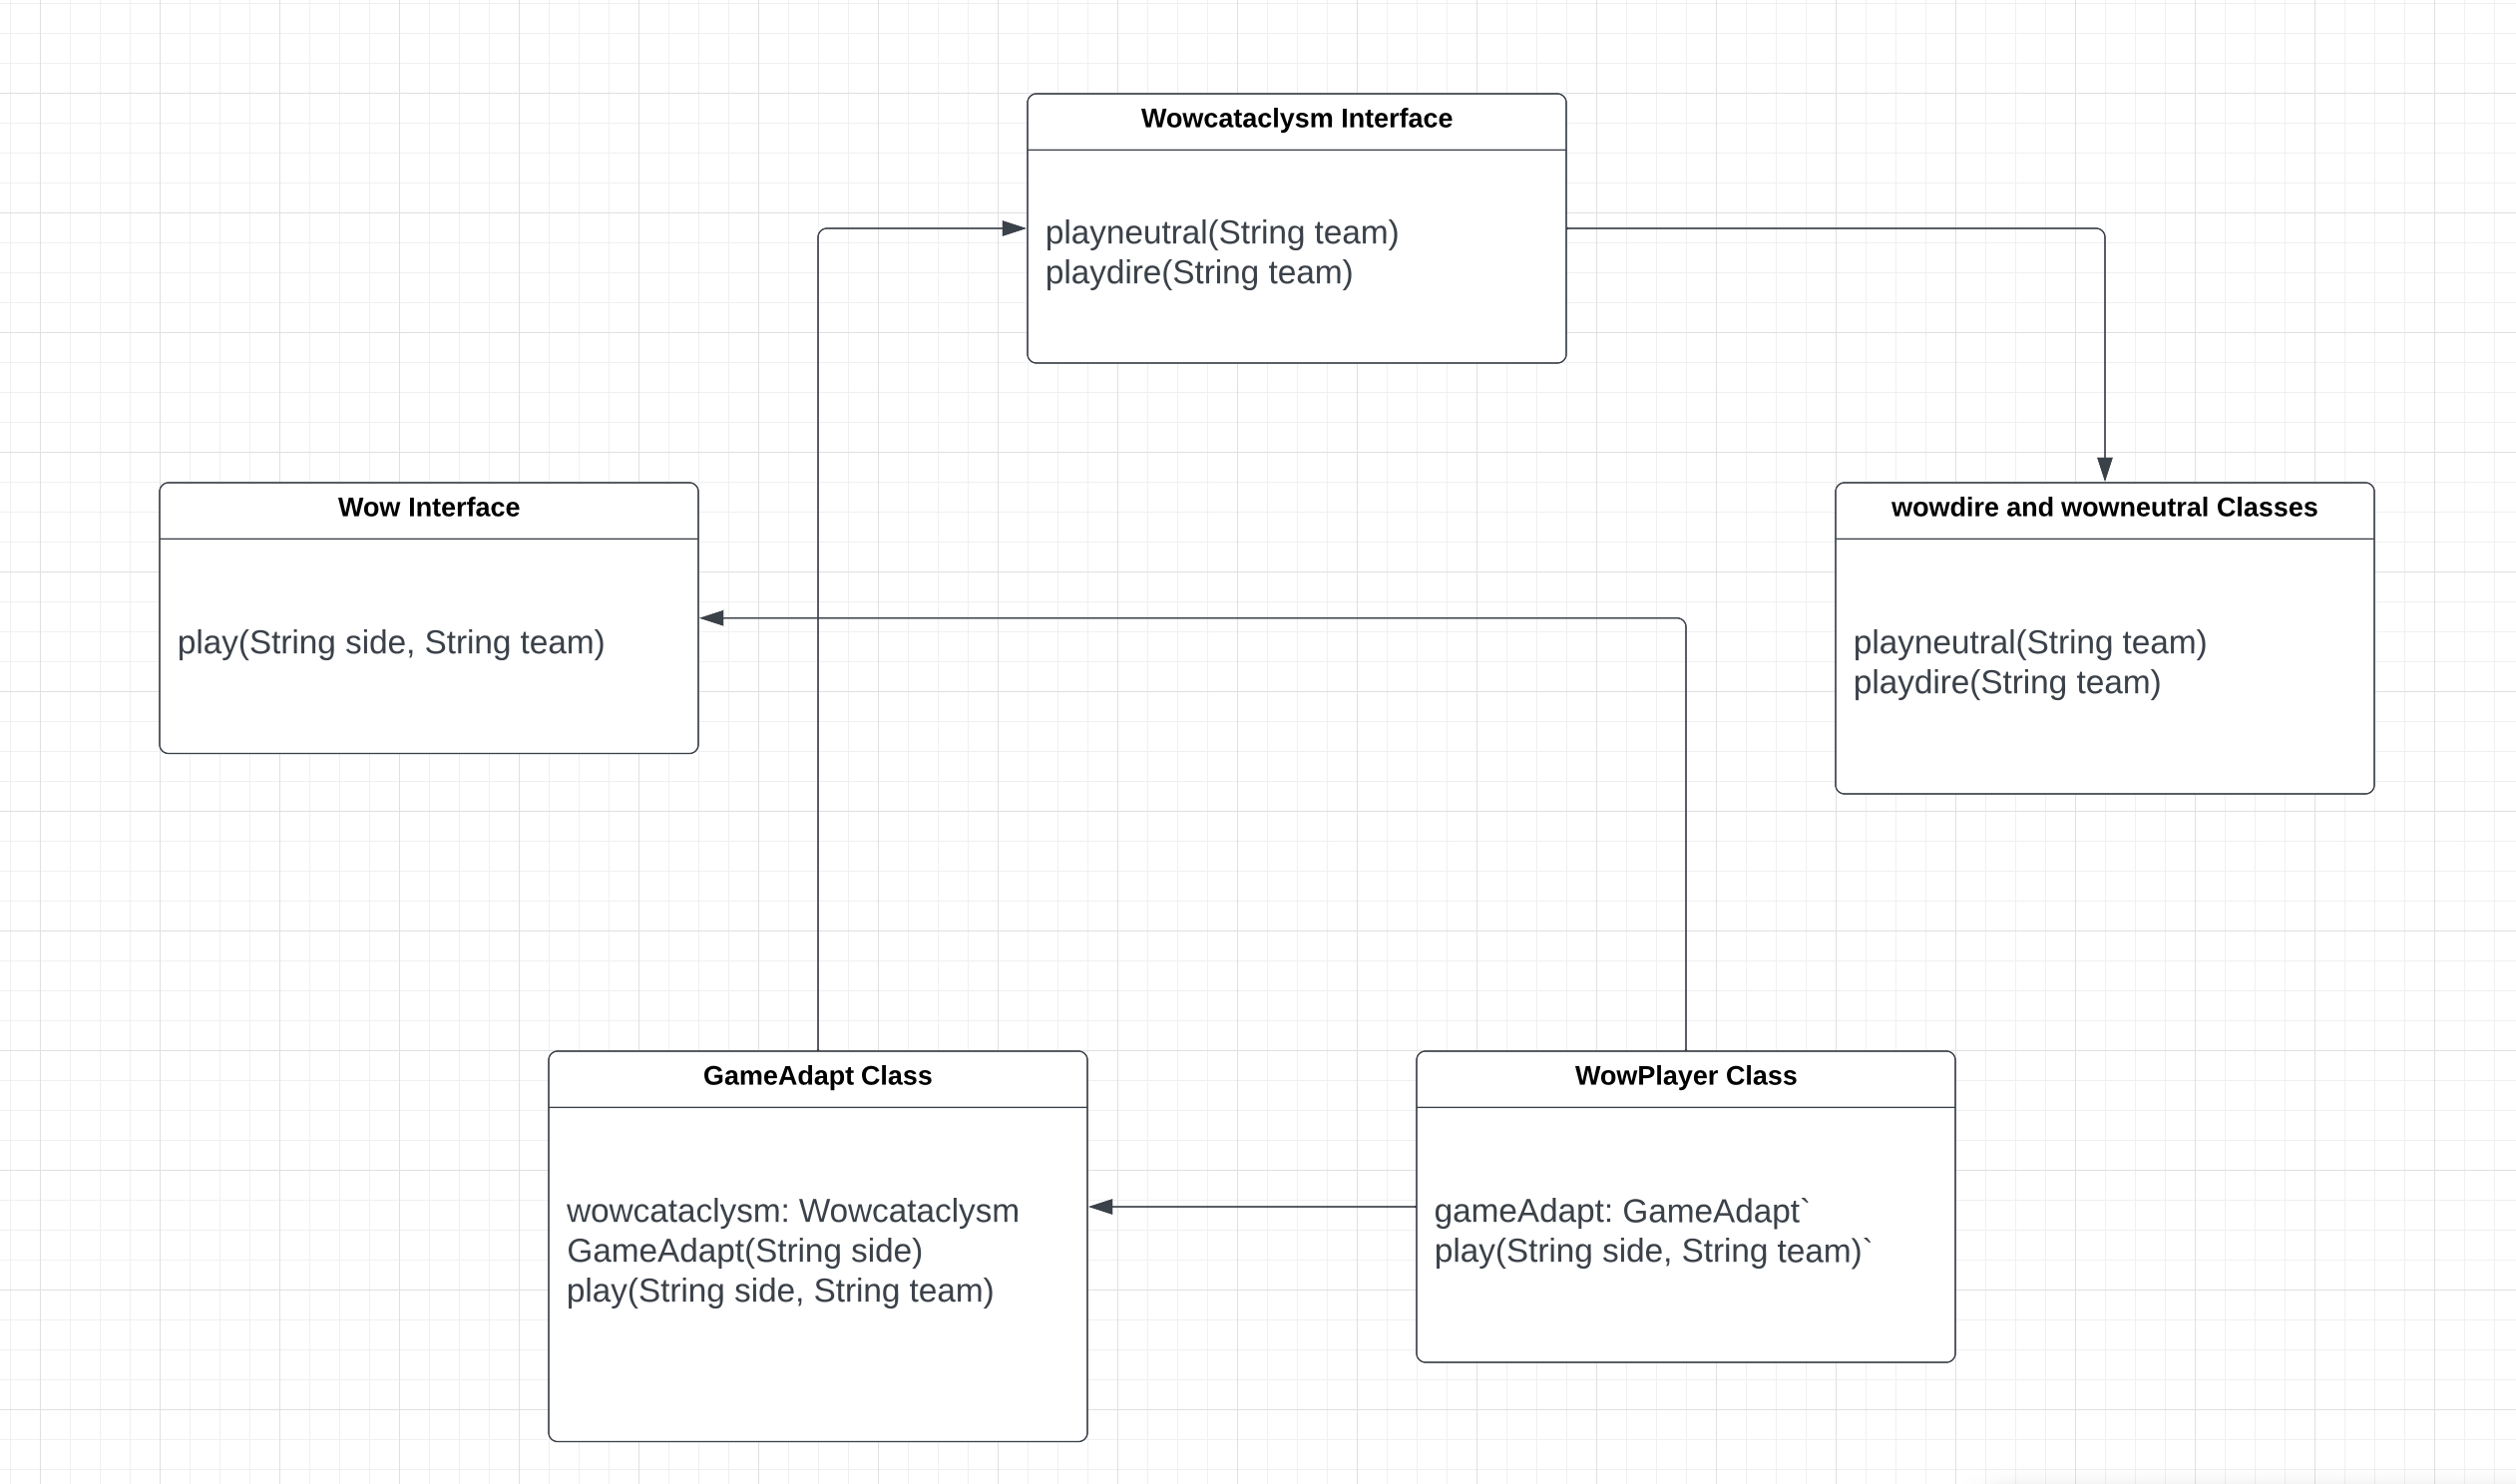 Wowcataclysm Interface
playneutral(String team)
playdire(String team)
Wow Interface
play(String side, String team)
wowdire and wowneutral Classes
playneutral(String team)
playdire(String team)
GameAdapt Class
wowcataclysm: Wowcataclysm
GameAdapt(String side)
play(String side, String team)
WowPlayer Class
gameAdapt: GameAdapt`
play(String side, String team)`